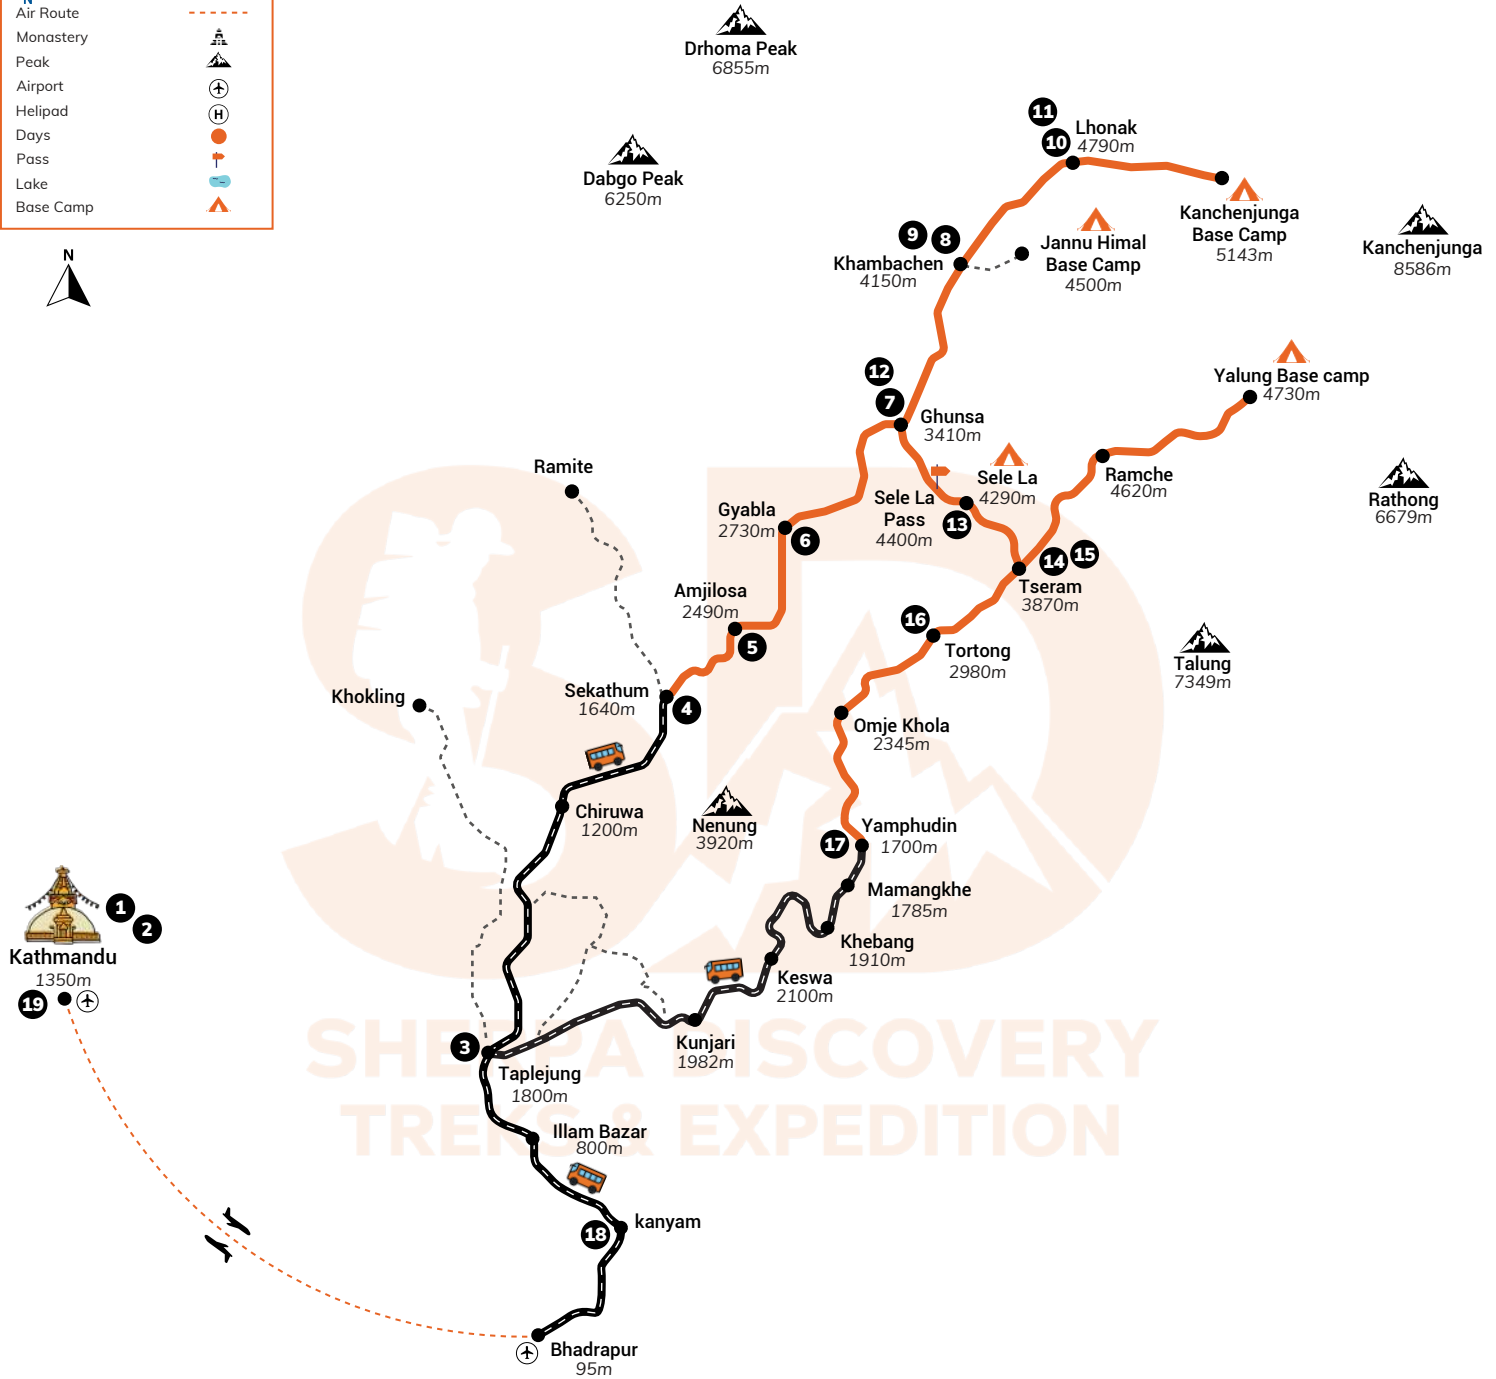 N
Air Route
Monastery
Peak
Airport
Helipad
H
Days
Pass
Lake
Base Camp
N
Drhoma Peak
6855m
Dabgo Peak
6250m
11
10
Lhonak
4790m
Kanchenjunga
Base Camp
5143m
Kanchenjunga
8586m
9
8
Khambachen
4150m
Jannu Himal
Base Camp
4500m
12
7
Ghunsa
3410m
Yalung Base camp
4730m
Ramite
Gyabla
2730m
6
Sele La
Pass
4400m
Sele La
4290m
13
Ramche
4620m
Rathong
6679m
Amjilosa
2490m
5
14
15
Tseram
3870m
16
Tortong
2980m
Talung
7349m
Khokling
Sekathum
1640m
4
Omje Khola
2345m
Chiruwa
1200m
Nenung
3920m
17
Yamphudin
1700m
Mamangkhe
1785m
1
2
Kathmandu
1350m
19
Khebang
1910m
Keswa
2100m
3
Taplejung
1800m
Kunjari
1982m
SHERPA DISCOVERY
TREKS & EXPEDITION
Illam Bazar
800m
18
kanyam
Bhadrapur
95m